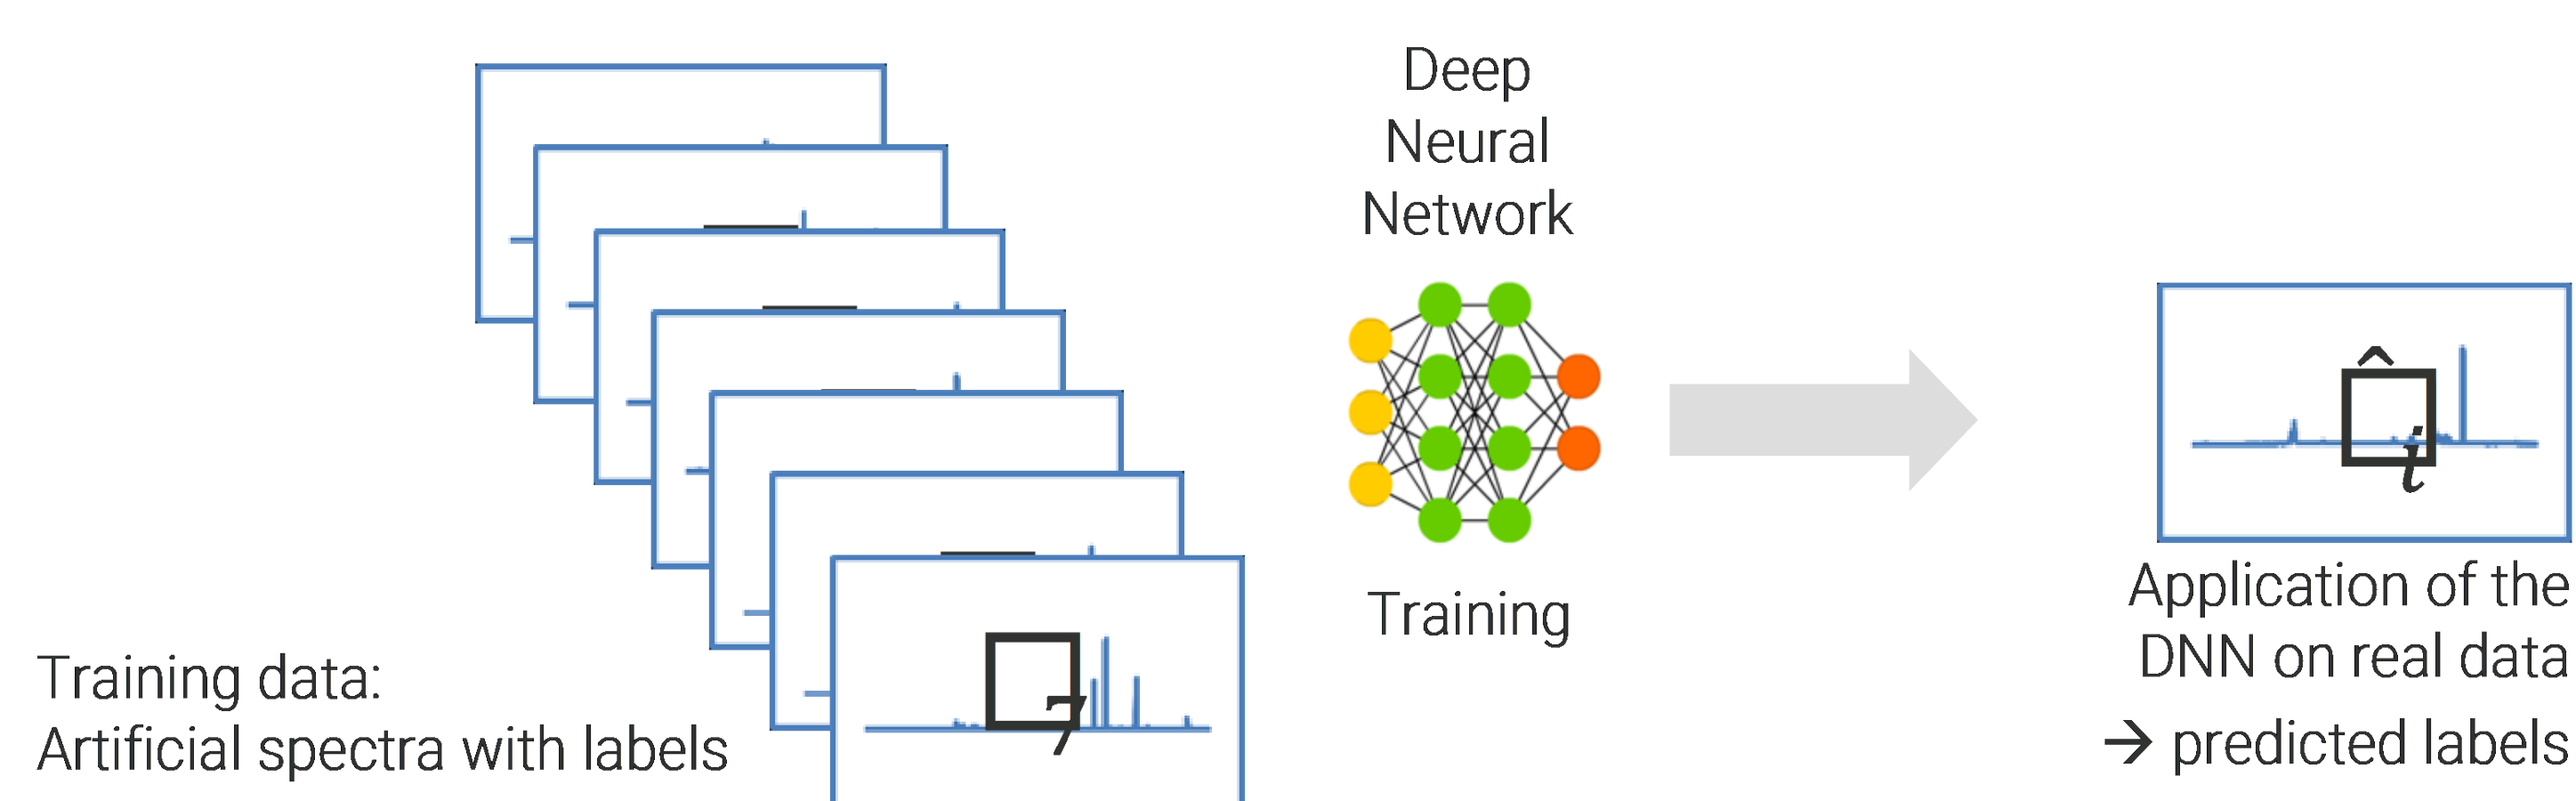 Deep
Neural
Network
Training
Training data:
Artificial spectra with labels
7
î
Application of the
DNN on real data
→ predicted labels